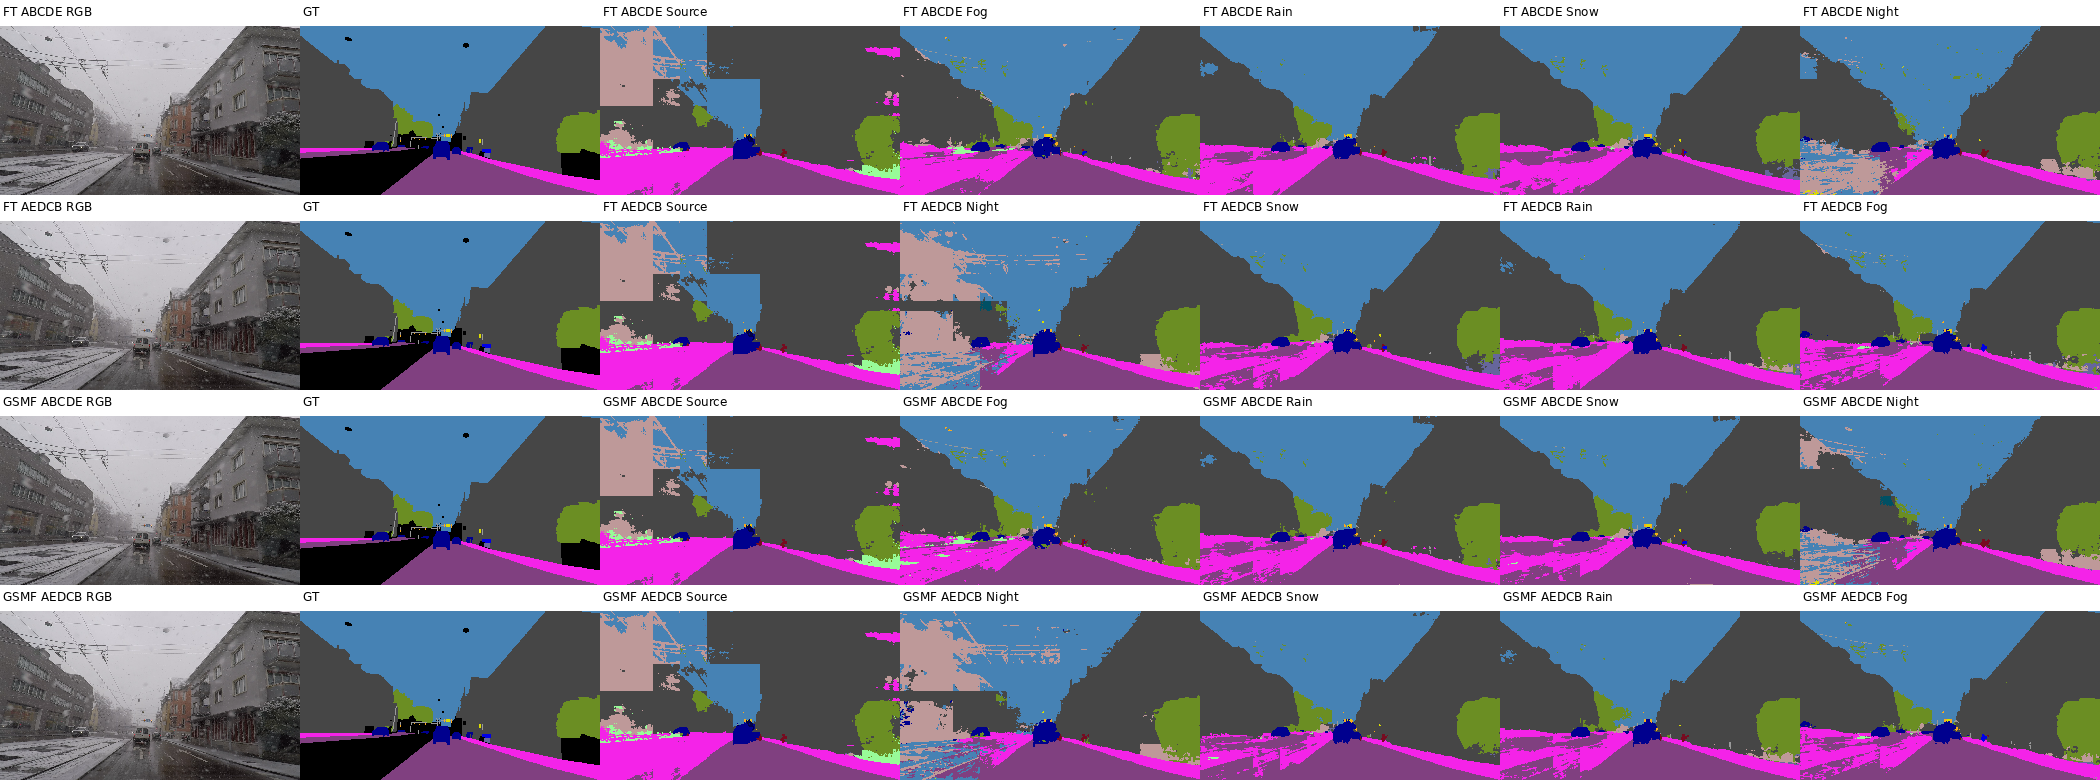 FT ABCDE RGB GT FT ABCDE Source FT ABCDE Fog FT ABCDE Rain FT ABCDE Snow FT ABCDE Night
FT AEDCB RGB GT FT AEDCB Source FT AEDCB Night FT AEDCB Snow FT AEDCB Rain FT AEDCB Fog
GSMF ABCDE RGB GT GSMF ABCDE Source GSMF ABCDE Fog GSMF ABCDE Rain GSMF ABCDE Snow GSMF ABCDE Night
GSMF AEDCB RGB GT GSMF AEDCB Source GSMF AEDCB Night GSMF AEDCB Snow GSMF AEDCB Rain GSMF AEDCB Fog